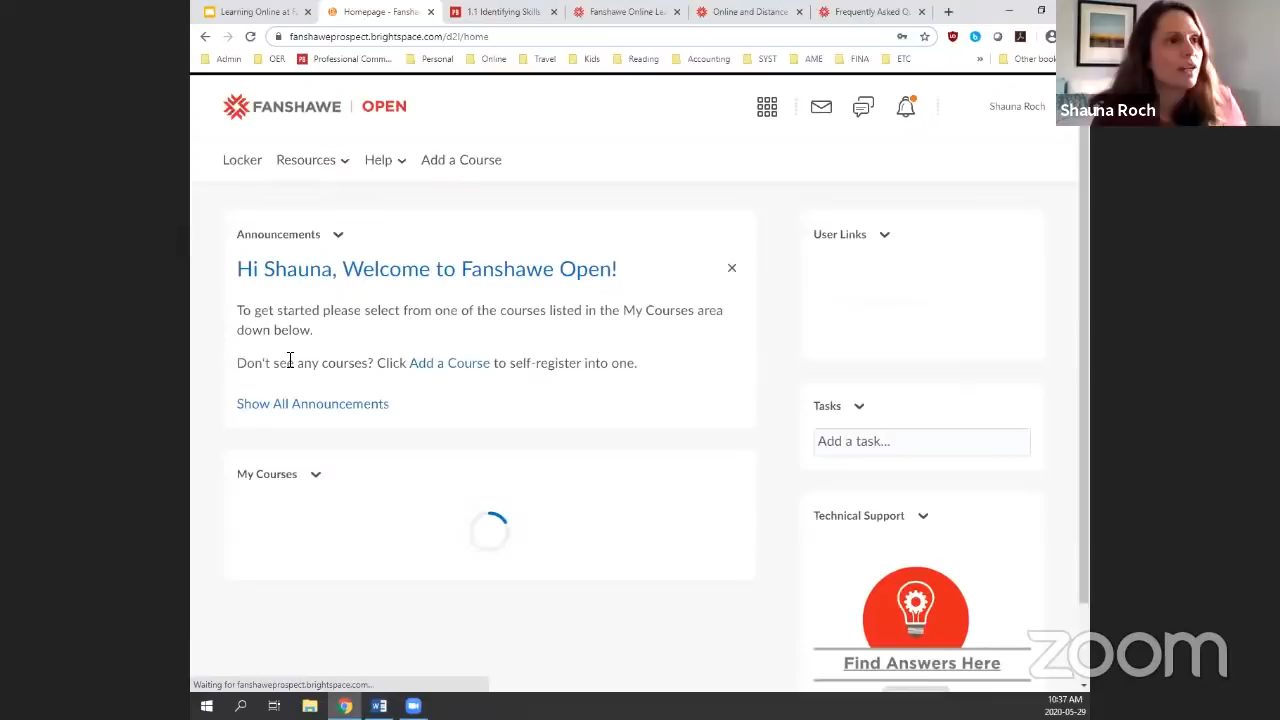 Learning Online at F
Homepage - Fansha
1.1 Identifying Skills
Fanshawe Online Le
Online and Distance
Frequently Asked Q
fanshaweprospect.brightspace.com/d2l/home
Admin
OER
Professional Comm...
Personal
Online
Travel
Kids
Reading
Accounting
SYST
AME
FINA
ETC
»
Other book
Shauna Roch
FANSHAWE | OPEN
Shauna Roch
Locker
Resources
Help
Add a Course
Announcements
Hi Shauna, Welcome to Fanshawe Open!
To get started please select from one of the courses listed in the My Courses area
down below.
Don't see any courses? Click Add a Course to self-register into one.
Show All Announcements
My Courses
User Links
Tasks
Add a task...
Technical Support
Find Answers Here
zoom
Waiting for fanshaweprospect.brightspace.com...
10:37 AM
2020-05-29